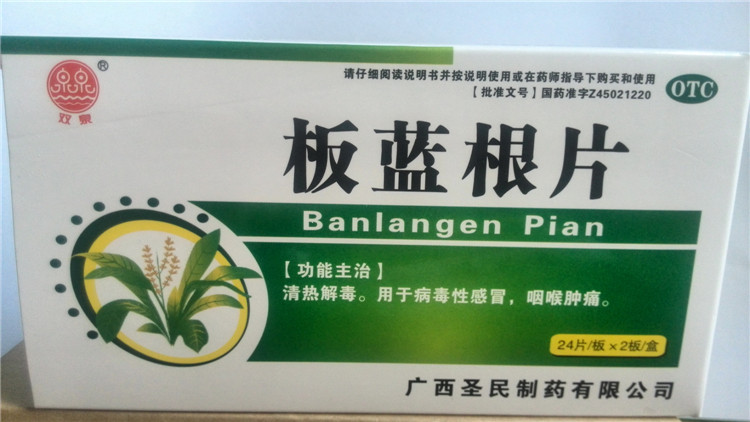 双泉
®
请仔细阅读说明书并按说明使用或在药师指导下购买和使用
【批准文号】国药准字Z45021220
OTC
板蓝根片
Banlangen Pian
【功能主治】
清热解毒。用于病毒性感冒，咽喉肿痛。
24片/板×2板/盒
广西圣民制药有限公司